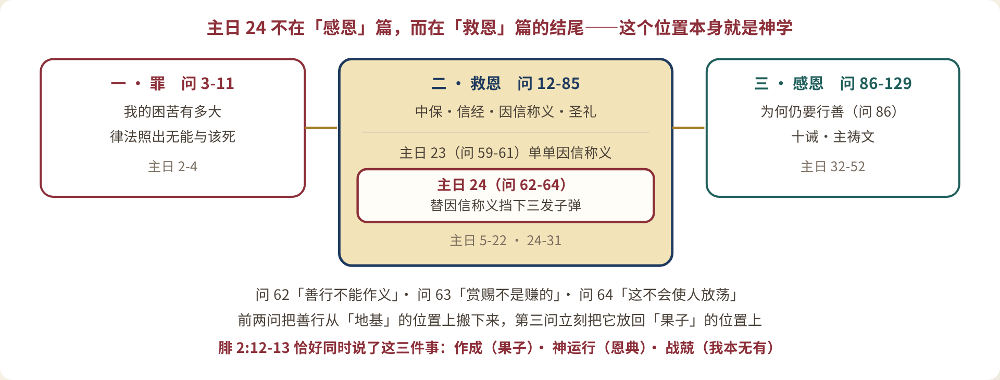 主日 24 不在「感恩」篇，而在「救恩」篇的结尾——这个位置本身就是神学
一 · 罪　问 3-11
我的困苦有多大
律法照出无能与该死
主日 2-4
二 · 救恩　问 12-85
中保·信经·因信称义·圣礼
主日 23（问 59-61）单单因信称义
主日 24（问 62-64）
替因信称义挡下三发子弹
主日 5-22 · 24-31
三 · 感恩　问 86-129
为何仍要行善（问 86）
十诫·主祷文
主日 32-52
问 62「善行不能作义」· 问 63「赏赐不是赚的」· 问 64「这不会使人放荡」
前两问把善行从「地基」的位置上搬下来，第三问立刻把它放回「果子」的位置上
腓 2:12-13 恰好同时说了这三件事：作成（果子）· 神运行（恩典）· 战兢（我本无有）